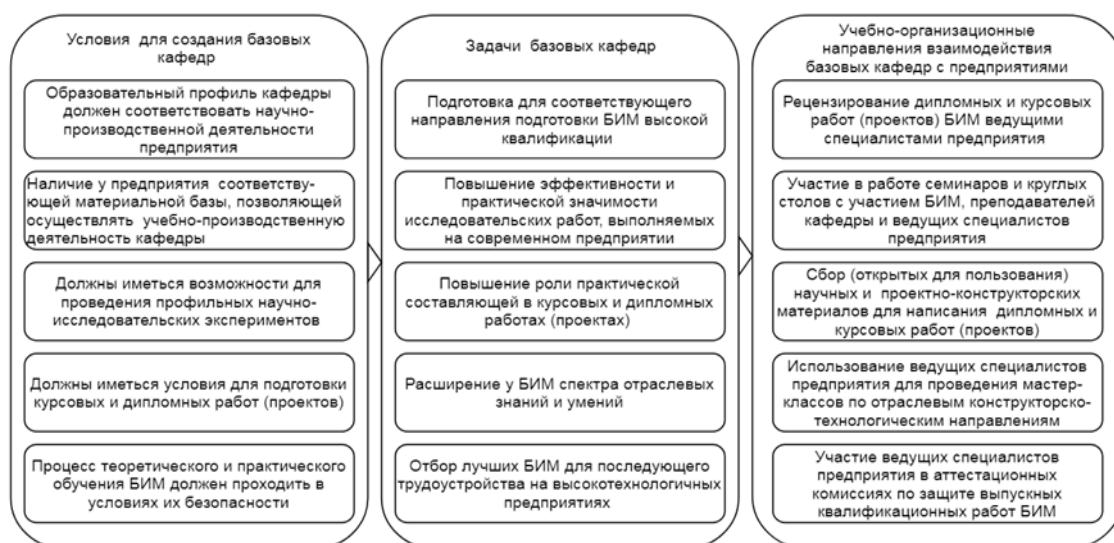 Условия для создания базовых
кафедр
Образовательный профиль кафедры
должен соответствовать научно-
производственной деятельности
предприятия
Наличие у предприятия соответству-
ющей материальной базы, позволяющей
осуществлять учебно-производственную
деятельность кафедры
Должны иметься возможности для
проведения профильных научно-
исследовательских экспериментов
Должны иметься условия для подготовки
курсовых и дипломных работ (проектов)
Процесс теоретического и практического
обучения БИМ должен проходить в
условиях их безопасности
Задачи базовых кафедр
Подготовка для соответствующего
направления подготовки БИМ высокой
квалификации
Повышение эффективности и
практической значимости
исследовательских работ, выполняемых
на современном предприятии
Повышение роли практической
составляющей в курсовых и дипломных
работах (проектах)
Расширение у БИМ спектра отраслевых
знаний и умений
Отбор лучших БИМ для последующего
трудоустройства на высокотехнологичных
предприятиях
Учебно-организационные
направления взаимодействия
базовых кафедр с предприятиями
Рецензирование дипломных и курсовых
работ (проектов) БИМ ведущими
специалистами предприятия
Участие в работе семинаров и круглых
столов с участием БИМ, преподавателей
кафедры и ведущих специалистов
предприятия
Сбор (открытых для пользования)
научных и проектно-конструкторских
материалов для написания дипломных и
курсовых работ (проектов)
Использование ведущих специалистов
предприятия для проведения мастер-
классов по отраслевым конструкторско-
технологическим направлениям
Участие ведущих специалистов
предприятия в аттестационных
комиссиях по защите выпускных
квалификационных работ БИМ